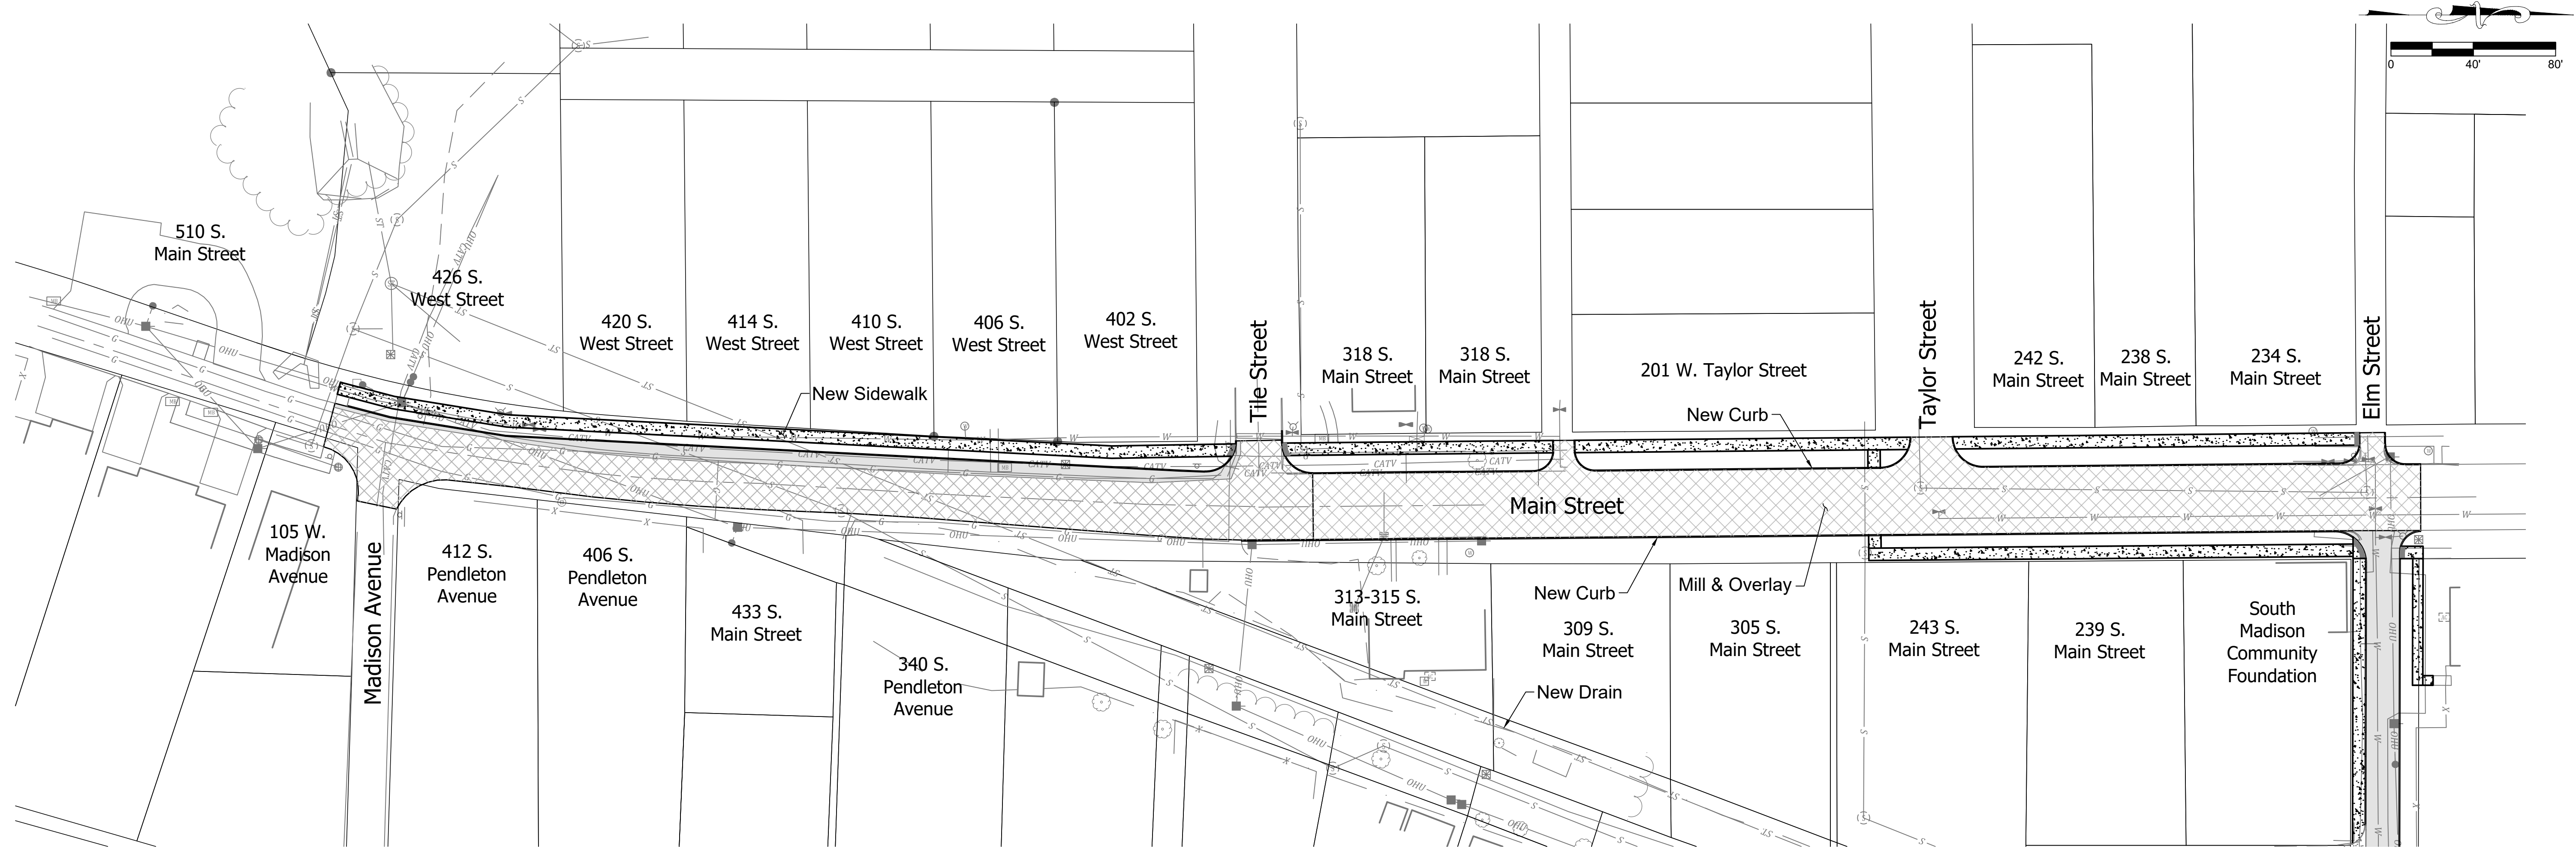 0 40' 80'
510 S.
Main Street
426 S.
West Street
420 S.
West Street
414 S.
West Street
410 S.
West Street
406 S.
West Street
402 S.
West Street
Tile Street
318 S.
Main Street
318 S.
Main Street
201 W. Taylor Street
Taylor Street
242 S.
Main Street
238 S.
Main Street
234 S.
Main Street
Elm Street
New Sidewalk
New Curb
Main Street
105 W.
Madison
Avenue
Madison Avenue
412 S.
Pendleton
Avenue
406 S.
Pendleton
Avenue
433 S.
Main Street
340 S.
Pendleton
Avenue
313-315 S.
Main Street
New Curb
Mill & Overlay
309 S.
Main Street
305 S.
Main Street
243 S.
Main Street
239 S.
Main Street
South
Madison
Community
Foundation
New Drain